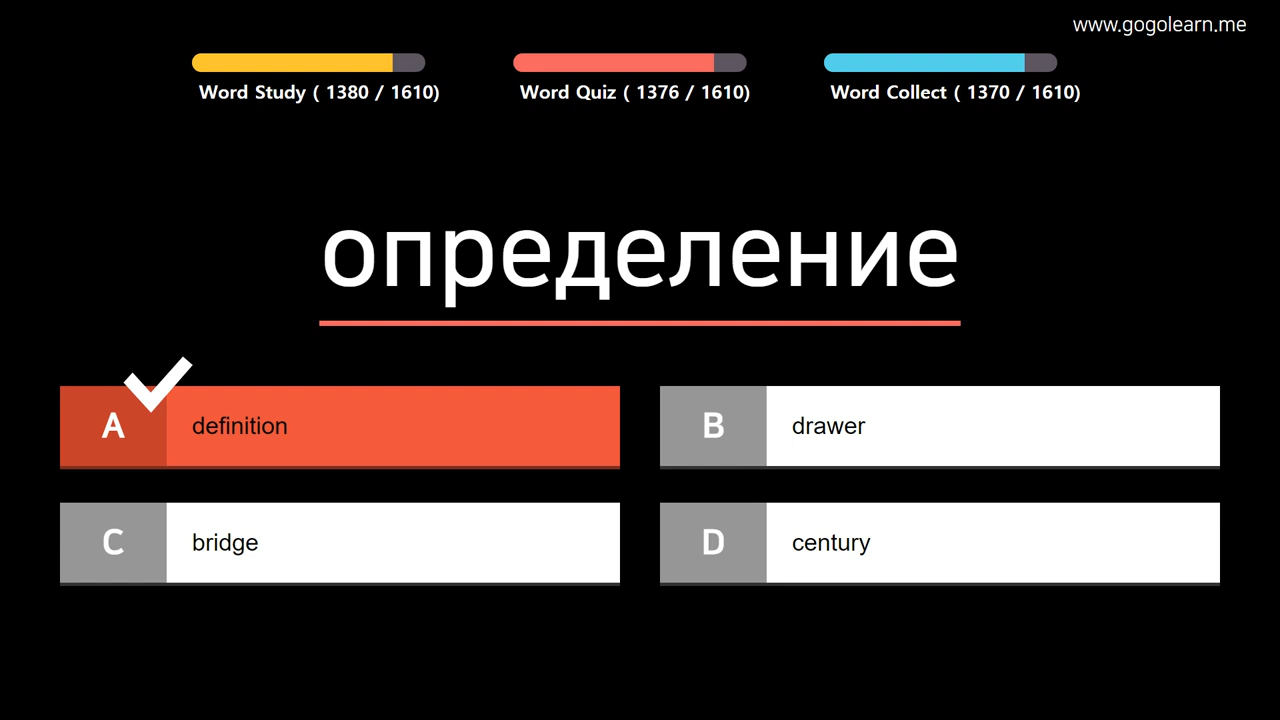 www.gogolearn.me
Word Study ( 1380 / 1610)
Word Quiz ( 1376 / 1610)
Word Collect ( 1370 / 1610)
определение
A definition
B drawer
C bridge
D century